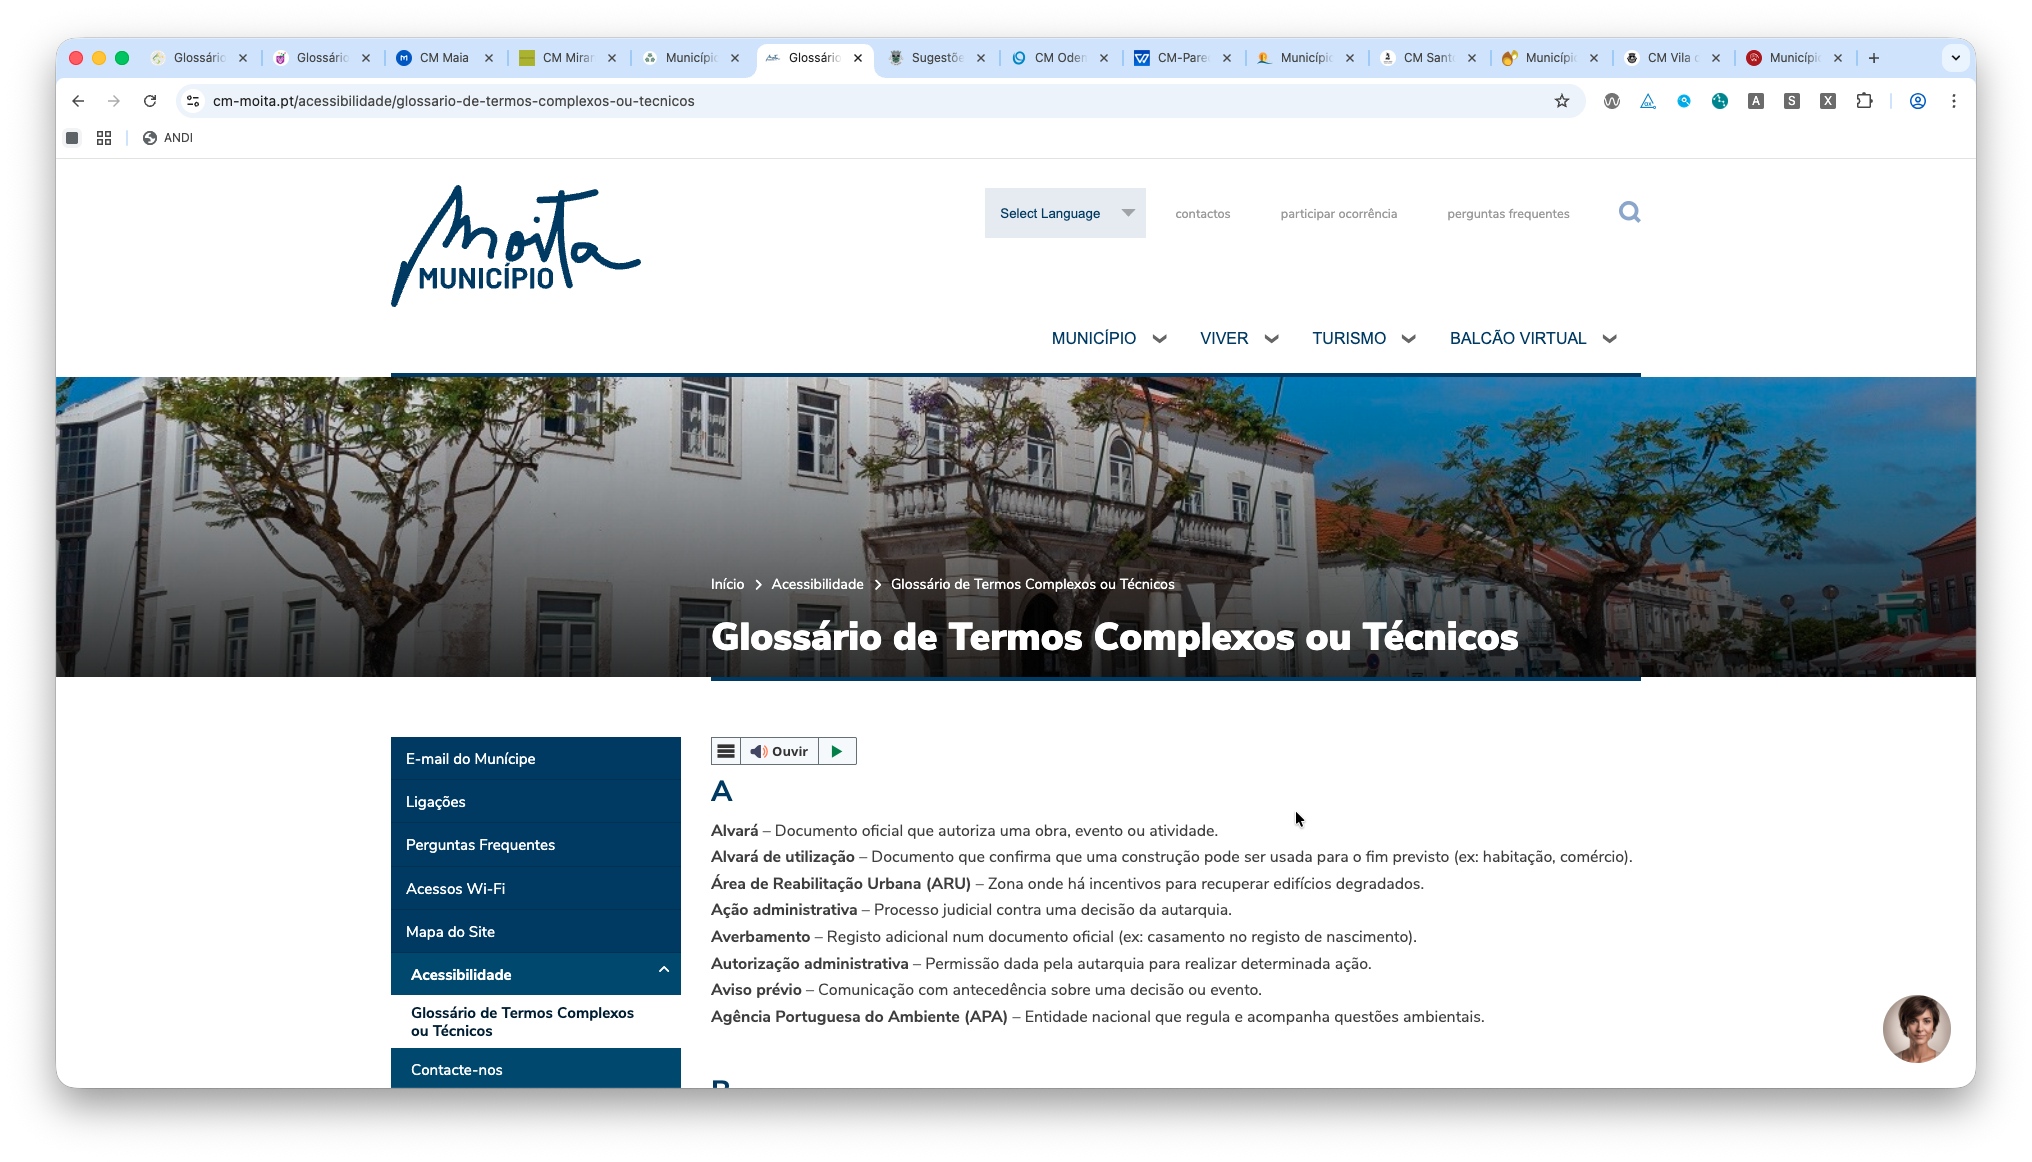 Glossário
Glossário
CM Maia
CM Miran
Município
Glossário
Sugestõe
CM Odem
CM-Pared
Município
CM Santa
Município
CM Vila d
Município
cm-moita.pt/acessibilidade/glossario-de-termos-complexos-ou-tecnicos
ANDI
Moita
MUNICÍPIO
Select Language
contactos
participar ocorrência
perguntas frequentes
MUNICÍPIO
VIVER
TURISMO
BALCÃO VIRTUAL
Início > Acessibilidade > Glossário de Termos Complexos ou Técnicos
Glossário de Termos Complexos ou Técnicos
E-mail do Munícipe
Ligações
Perguntas Frequentes
Acessos Wi-Fi
Mapa do Site
Acessibilidade
Glossário de Termos Complexos
ou Técnicos
Contacte-nos
Ouvir
A
Alvará – Documento oficial que autoriza uma obra, evento ou atividade.
Alvará de utilização – Documento que confirma que uma construção pode ser usada para o fim previsto (ex: habitação, comércio).
Área de Reabilitação Urbana (ARU) – Zona onde há incentivos para recuperar edifícios degradados.
Ação administrativa – Processo judicial contra uma decisão da autarquia.
Averbamento – Registo adicional num documento oficial (ex: casamento no registo de nascimento).
Autorização administrativa – Permissão dada pela autarquia para realizar determinada ação.
Aviso prévio – Comunicação com antecedência sobre uma decisão ou evento.
Agência Portuguesa do Ambiente (APA) – Entidade nacional que regula e acompanha questões ambientais.